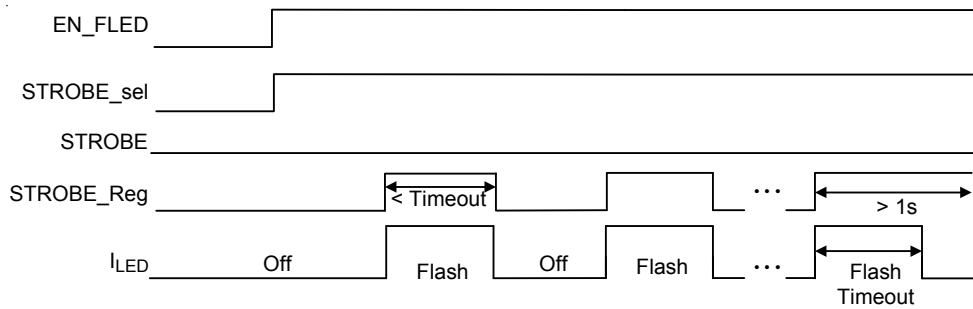 EN_FLED
STROBE_sel
STROBE
STROBE_Reg
< Timeout
...
> 1s
ILED
Off
Flash
Off
Flash
...
Flash
Timeout